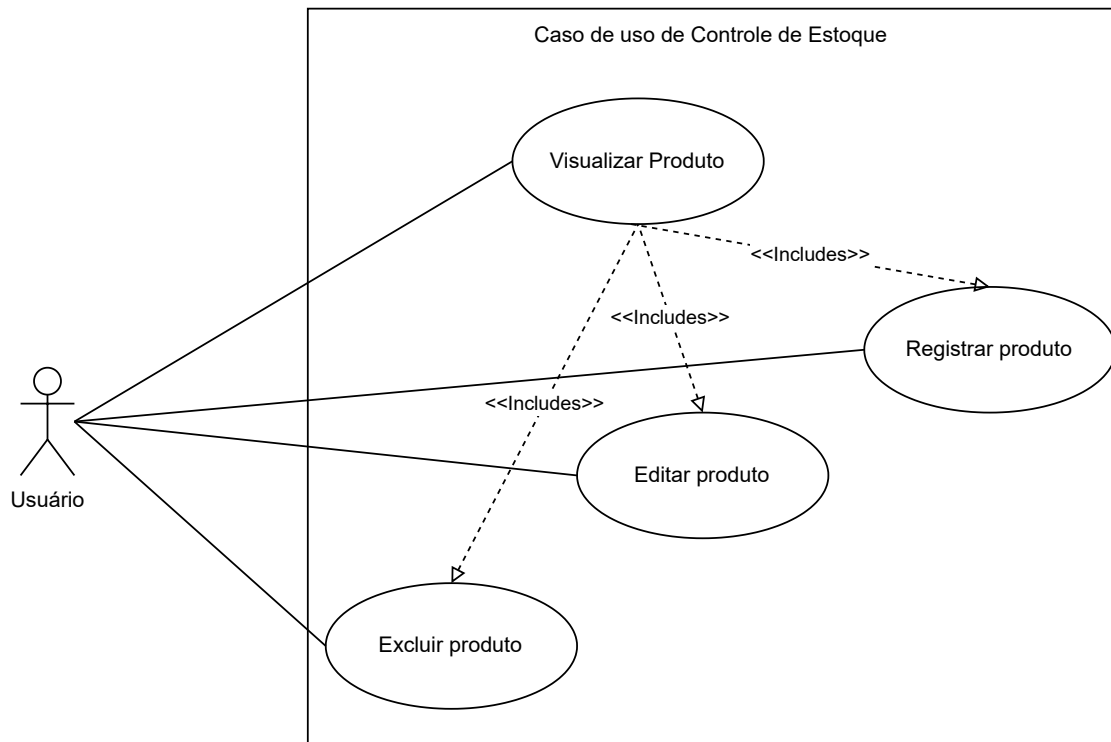 Caso de uso de Controle de Estoque
Visualizar Produto
<<Includes>>
<<Includes>>
Registrar produto
<<Includes>>
Editar produto
Usuário
Excluir produto